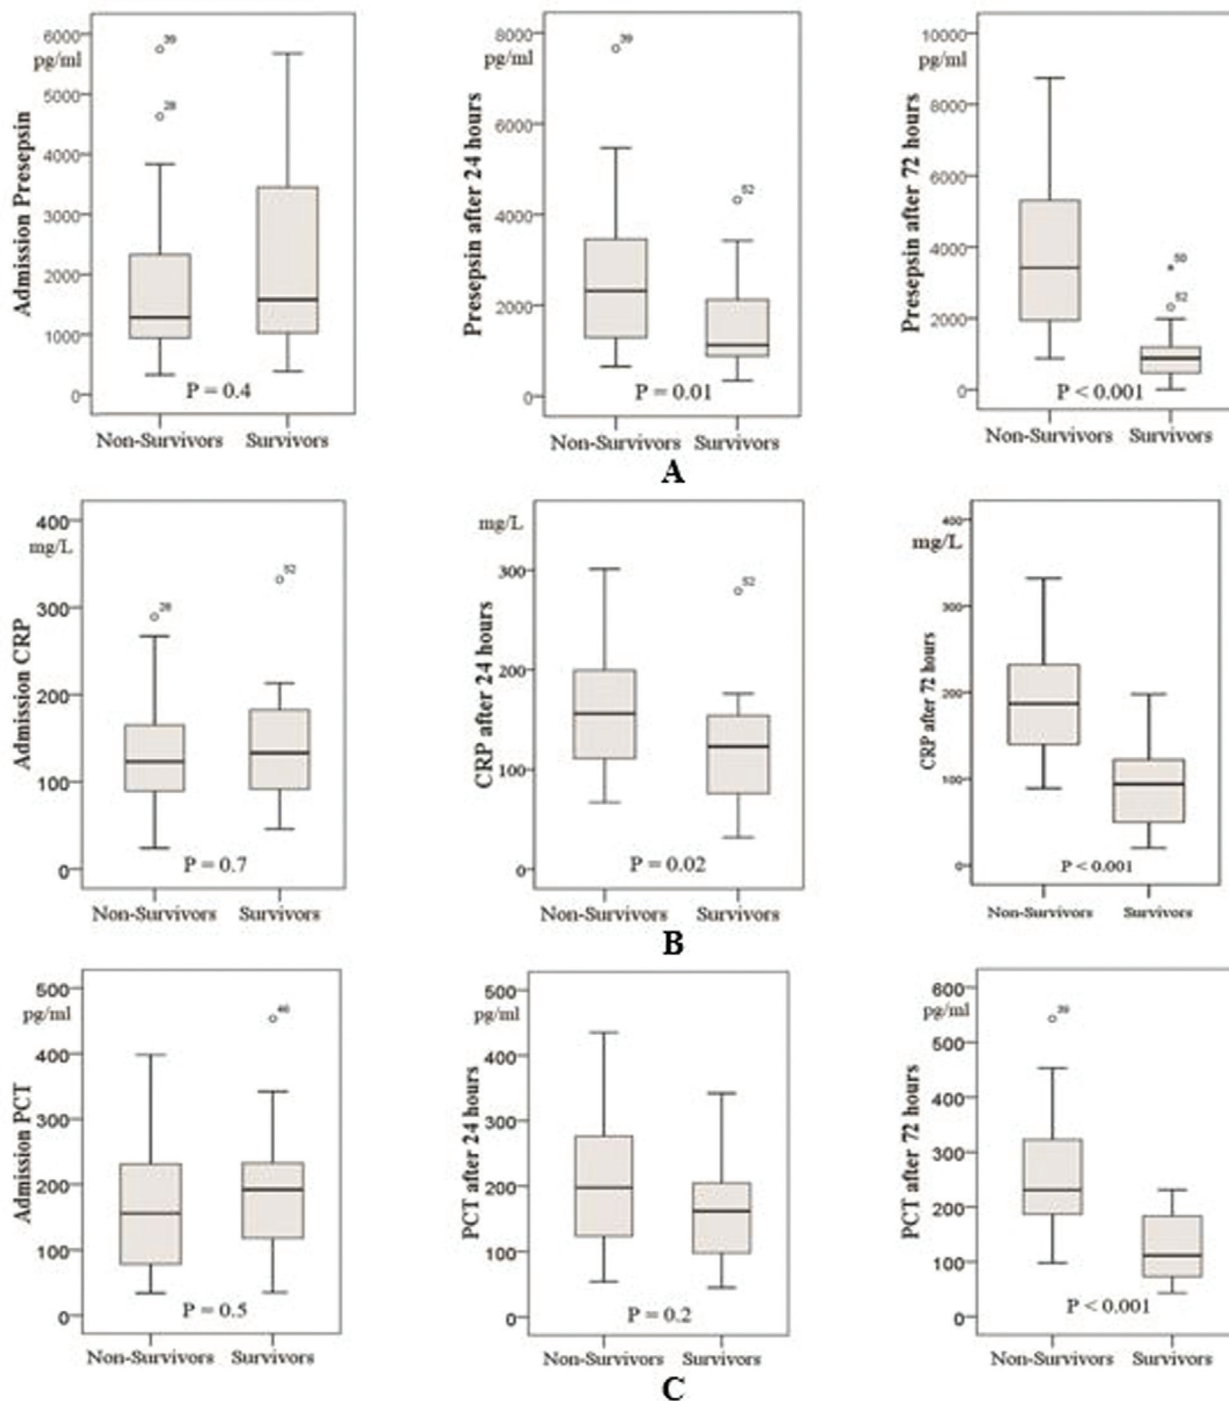 Admission Presepsin
6000
pg/ml
5000
4000
3000
2000
1000
0
39
28
P = 0.4
Non-Survivors Survivors
Presepsin after 24 hours
8000
pg/ml
6000
4000
2000
0
39
52
P = 0.01
Non-Survivors Survivors
Presepsin after 72 hours
10000
pg/ml
8000
6000
4000
2000
0
50
52
P < 0.001
Non-Survivors Survivors
A
Admission CRP
400
mg/L
300
200
100
0
28
52
P = 0.7
Non-Survivors Survivors
CRP after 24 hours
mg/L
300
200
100
0
52
P = 0.02
Non-Survivors Survivors
CRP after 72 hours
400
mg/L
300
200
100
0
P < 0.001
Non-Survivors Survivors
B
Admission PCT
500
pg/ml
400
300
200
100
0
46
P = 0.5
Non-Survivors Survivors
PCT after 24 hours
500
pg/ml
400
300
200
100
0
P = 0.2
Non-Survivors Survivors
PCT after 72 hours
600
pg/ml
500
400
300
200
100
0
39
P < 0.001
Non-Survivors Survivors
C